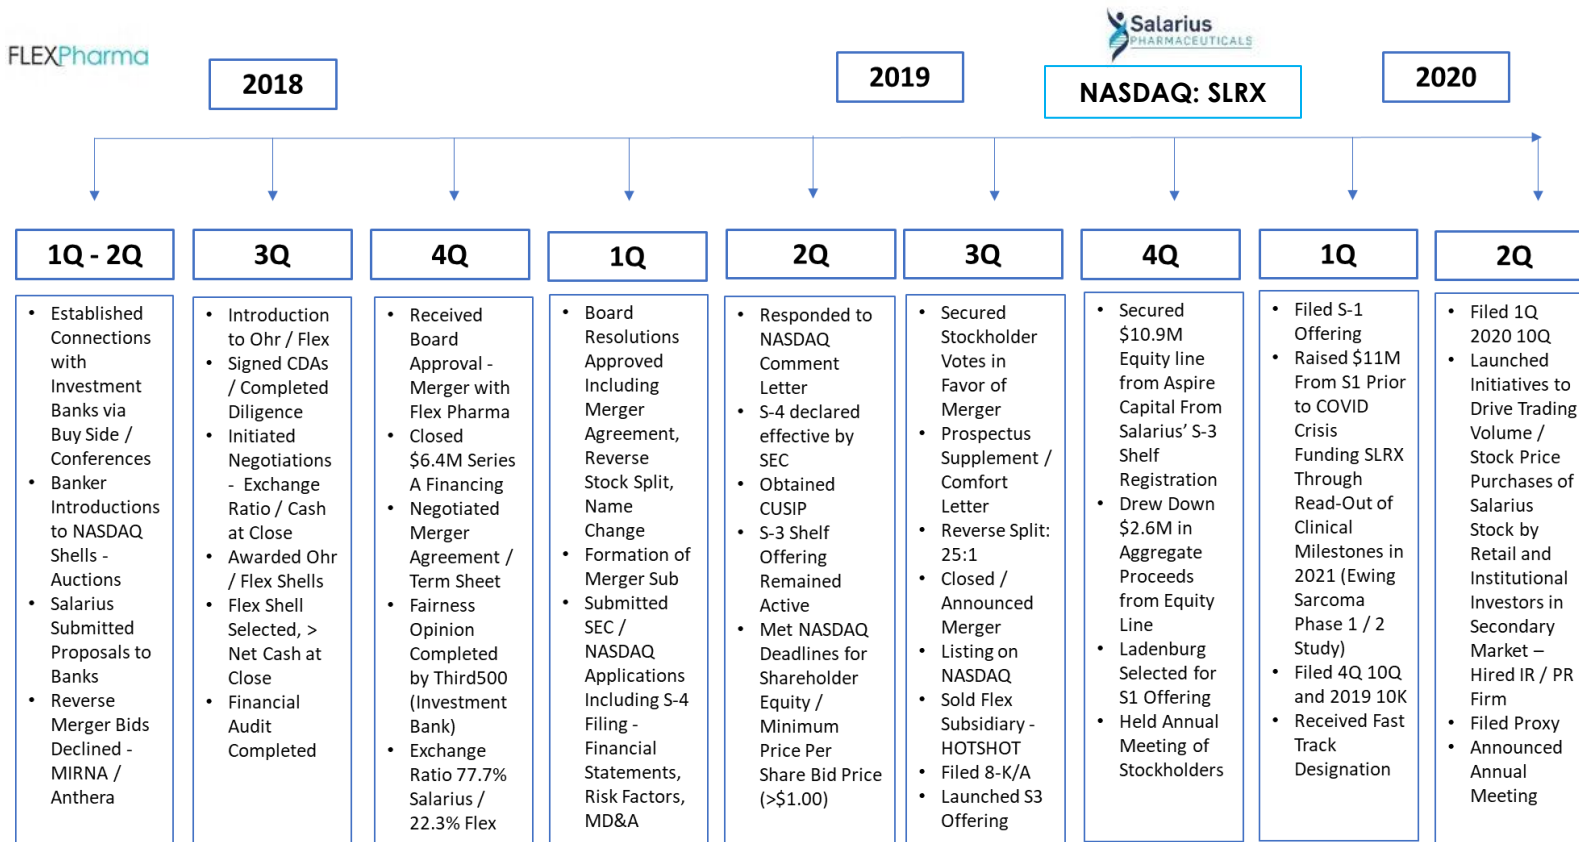 FLEXPharma
2018
2019
Salarius
PHARMACEUTICALS
NASDAQ: SLRX
2020
1Q - 2Q
• Established
Connections
with
Investment
Banks via
Buy Side /
Conferences
• Banker
Introductions
to NASDAQ
Shells -
Auctions
• Salarius
Submitted
Proposals to
Banks
• Reverse
Merger Bids
Declined -
MIRNA /
Anthera
3Q
• Introduction
to Ohr / Flex
• Signed CDAs
/ Completed
Diligence
• Initiated
Negotiations
- Exchange
Ratio / Cash
at Close
• Awarded Ohr
/ Flex Shells
• Flex Shell
Selected, >
Net Cash at
Close
• Financial
Audit
Completed
4Q
• Received
Board
Approval -
Merger with
Flex Pharma
• Closed
$6.4M Series
A Financing
• Negotiated
Merger
Agreement /
Term Sheet
• Fairness
Opinion
Completed
by Third500
(Investment
Bank)
• Exchange
Ratio 77.7%
Salarius /
22.3% Flex
1Q
• Board
Resolutions
Approved
Including
Merger
Agreement,
Reverse
Stock Split,
Name
Change
• Formation of
Merger Sub
• Submitted
SEC /
NASDAQ
Applications
Including S-4
Filing -
Financial
Statements,
Risk Factors,
MD&A
2Q
• Responded to
NASDAQ
Comment
Letter
• S-4 declared
effective by
SEC
• Obtained
CUSIP
• S-3 Shelf
Offering
Remained
Active
• Met NASDAQ
Deadlines for
Shareholder
Equity /
Minimum
Price Per
Share Bid Price
(>$1.00)
3Q
• Secured
Stockholder
Votes in
Favor of
Merger
• Prospectus
Supplement /
Comfort
Letter
• Reverse Split:
25:1
• Closed /
Announced
Merger
• Listing on
NASDAQ
• Sold Flex
Subsidiary -
HOTSHOT
• Filed 8-K/A
• Launched S3
Offering
4Q
• Secured
$10.9M
Equity line
from Aspire
Capital From
Salarius’ S-3
Shelf
Registration
• Drew Down
$2.6M in
Aggregate
Proceeds
from Equity
Line
• Ladenburg
Selected for
S1 Offering
• Held Annual
Meeting of
Stockholders
1Q
• Filed S-1
Offering
• Raised $11M
From S1 Prior
to COVID
Crisis
Funding SLRX
Through
Read-Out of
Clinical
Milestones in
2021 (Ewing
Sarcoma
Phase 1 / 2
Study)
• Filed 4Q 10Q
and 2019 10K
• Received Fast
Track
Designation
2Q
• Filed 1Q
2020 10Q
• Launched
Initiatives to
Drive Trading
Volume /
Stock Price
Purchases of
Salarius
Stock by
Retail and
Institutional
Investors in
Secondary
Market –
Hired IR / PR
Firm
• Filed Proxy
• Announced
Annual
Meeting